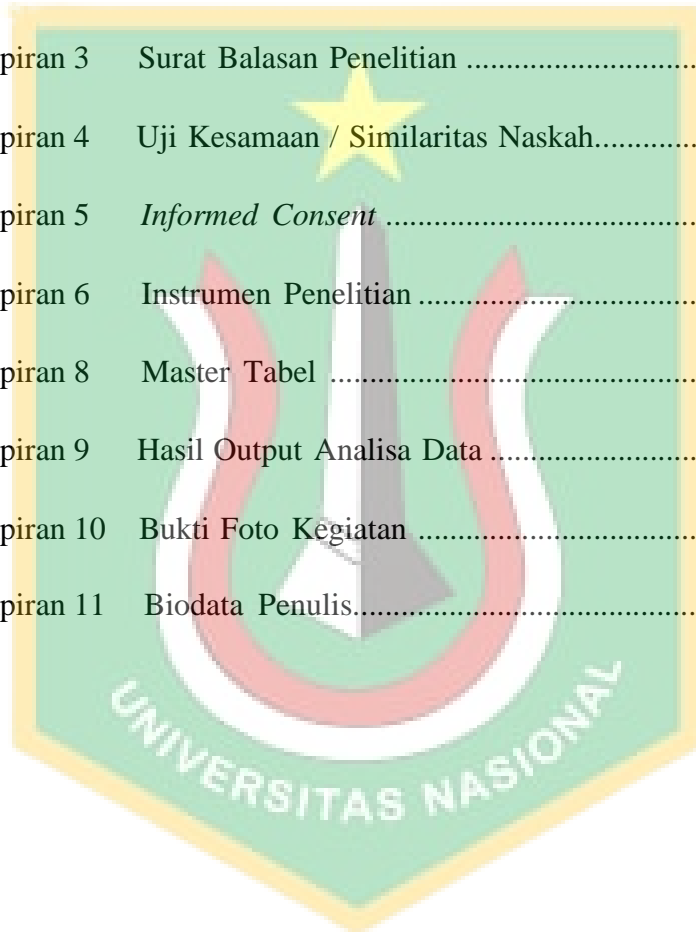 piran 3 Surat Balasan Penelitian ............................
piran 4 Uji Kesamaan / Similaritas Naskah.............
piran 5 Informed Consent ......................................
piran 6 Instrumen Penelitian ..................................
piran 8 Master Tabel .............................................
piran 9 Hasil Output Analisa Data .........................
piran 10 Bukti Foto Kegiatan ..................................
piran 11 Biodata Penulis..........................................
UNIVERSITAS NASIONAL